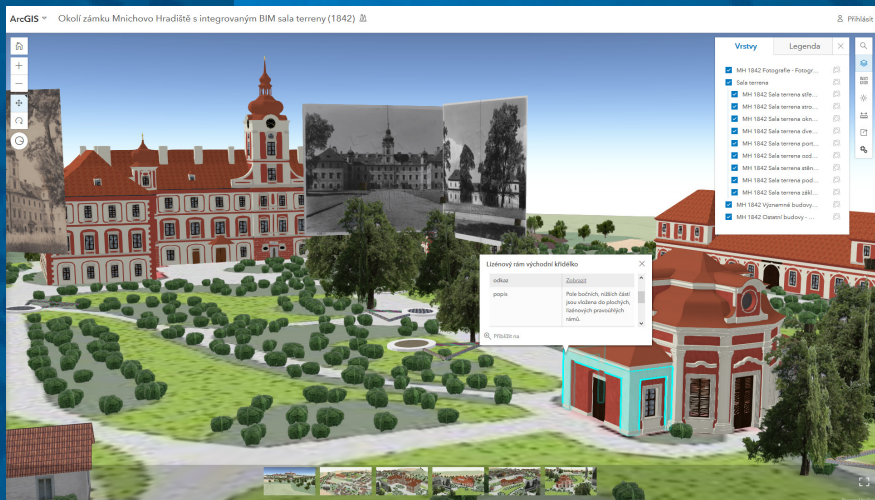 ArcGIS
Okolí zámku Mnichovo Hradiště s integrovaným BIM sala terreny (1842)
Přihlásit
Vrstvy
Legenda
MH 1842 Fotografie - Fotogr...
Sala terrena
MH 1842 Sala terrena stře...
MH 1842 Sala terrena stro...
MH 1842 Sala terrena okn...
MH 1842 Sala terrena dve...
MH 1842 Sala terrena port...
MH 1842 Sala terrena ozd...
MH 1842 Sala terrena stěn...
MH 1842 Sala terrena pod...
MH 1842 Sala terrena zákl...
MH 1842 Významné budovy...
MH 1842 Ostatní budovy - ...
Lizénový rám východní křidélko
odkaz
Zobrazit
popis
Pole bočních, nižších částí
jsou vložena do plochých,
lizénových pravoúhlých
rámů.
Přiblížit na